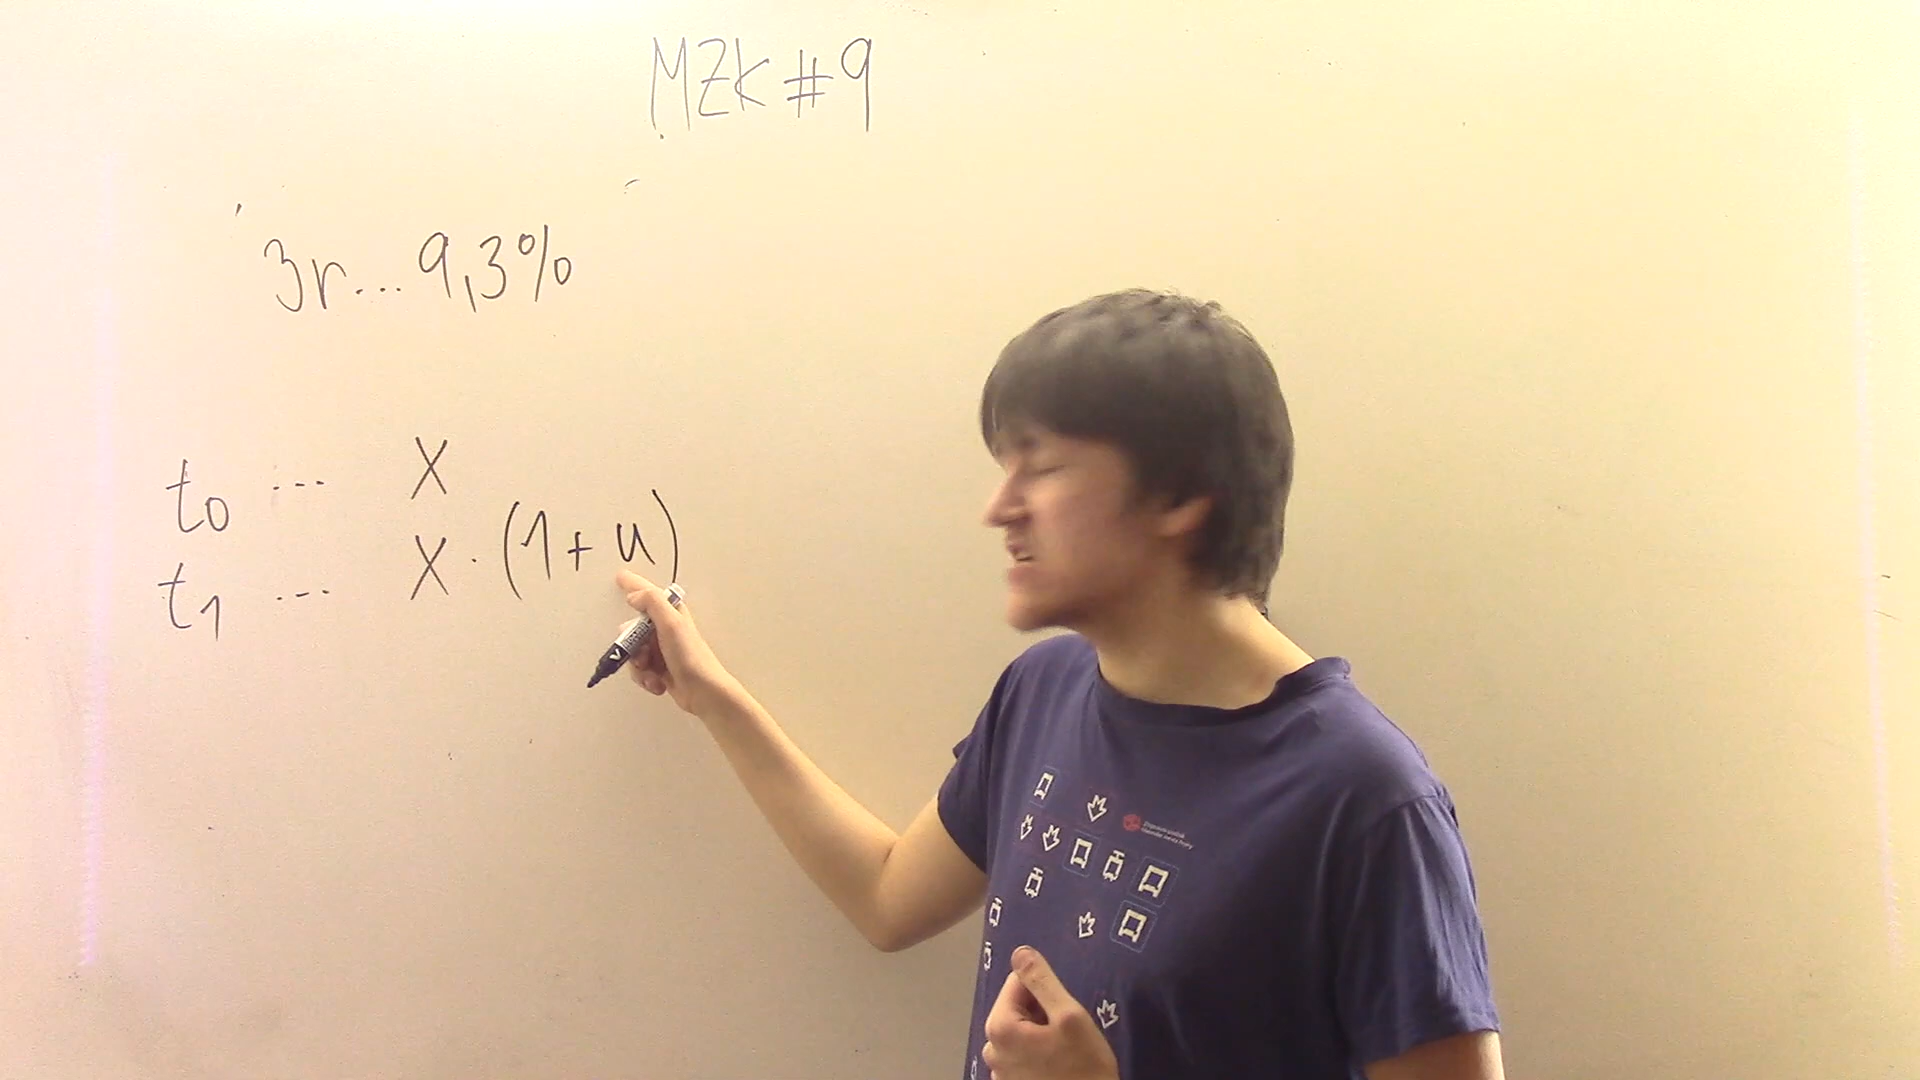 MZK #9
3r... 9,3%
t₀ ... X
t₁ ... X · (1 + u)